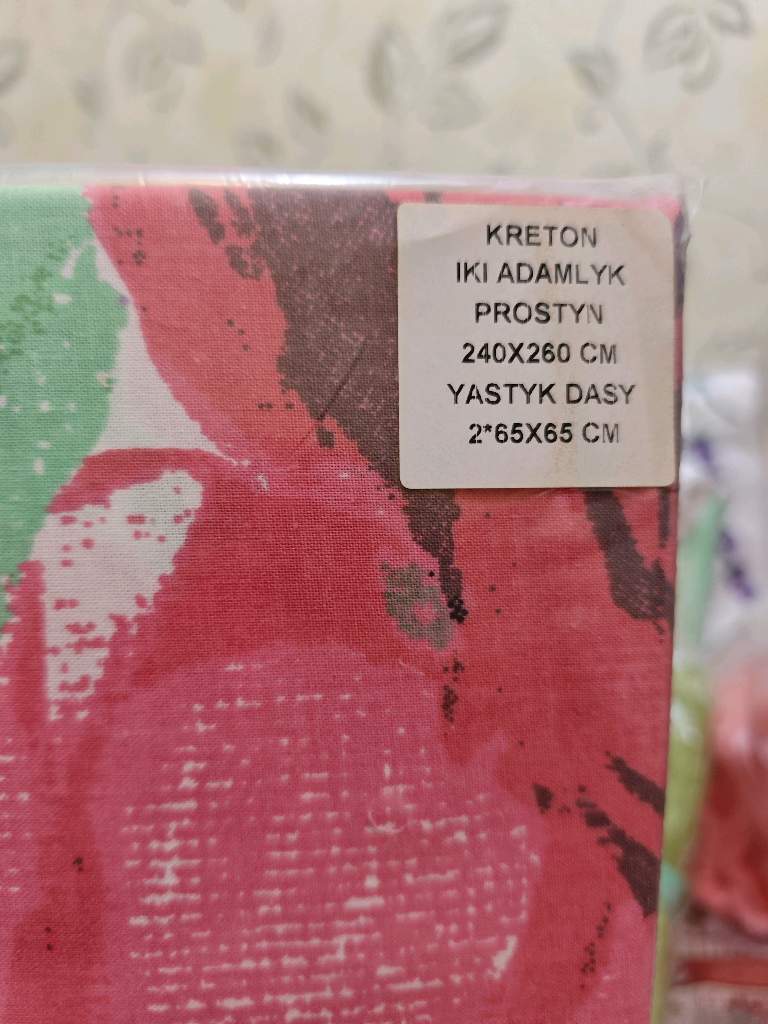 KRETON
IKI ADAMLYK
PROSTYN
240X260 CM
YASTYK DASY
2*65X65 CM